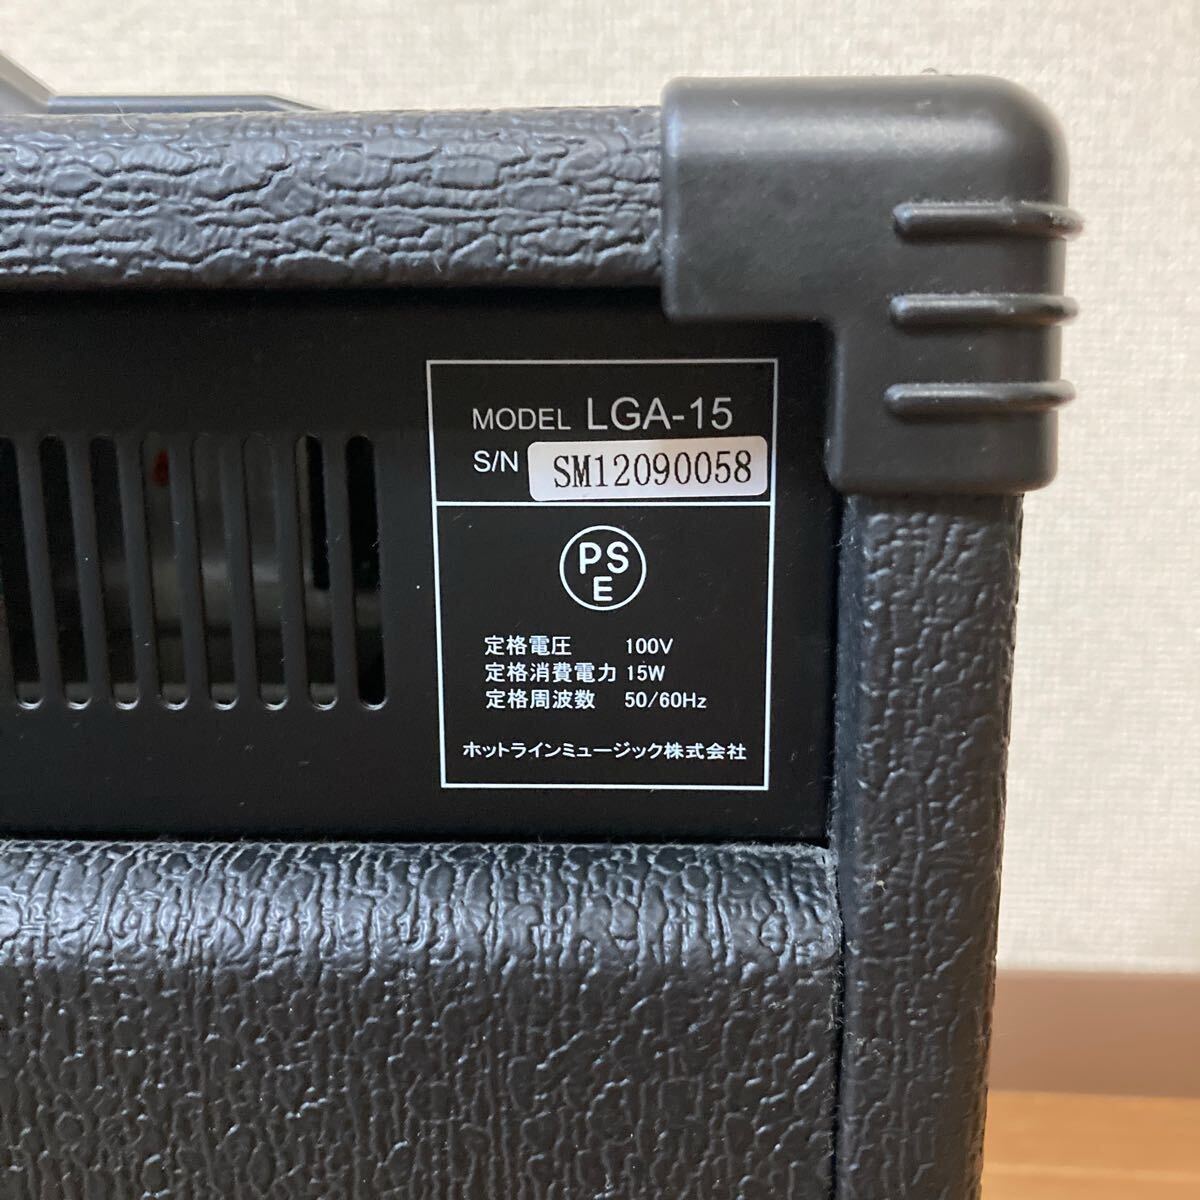 MODEL LGA-15
S/N SM12090058
PS
E
定格電圧 100V
定格消費電力 15W
定格周波数 50/60Hz
ホットラインミュージック株式会社